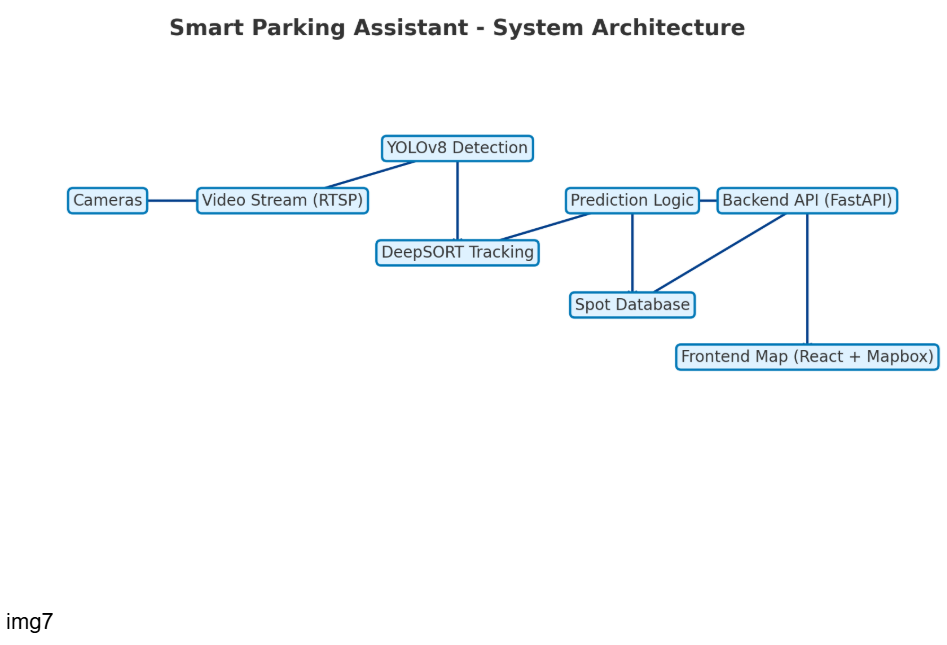 Smart Parking Assistant - System Architecture
YOLOv8 Detection
Cameras
Video Stream (RTSP)
Prediction Logic
Backend API (FastAPI)
DeepSORT Tracking
Spot Database
Frontend Map (React + Mapbox)
img7